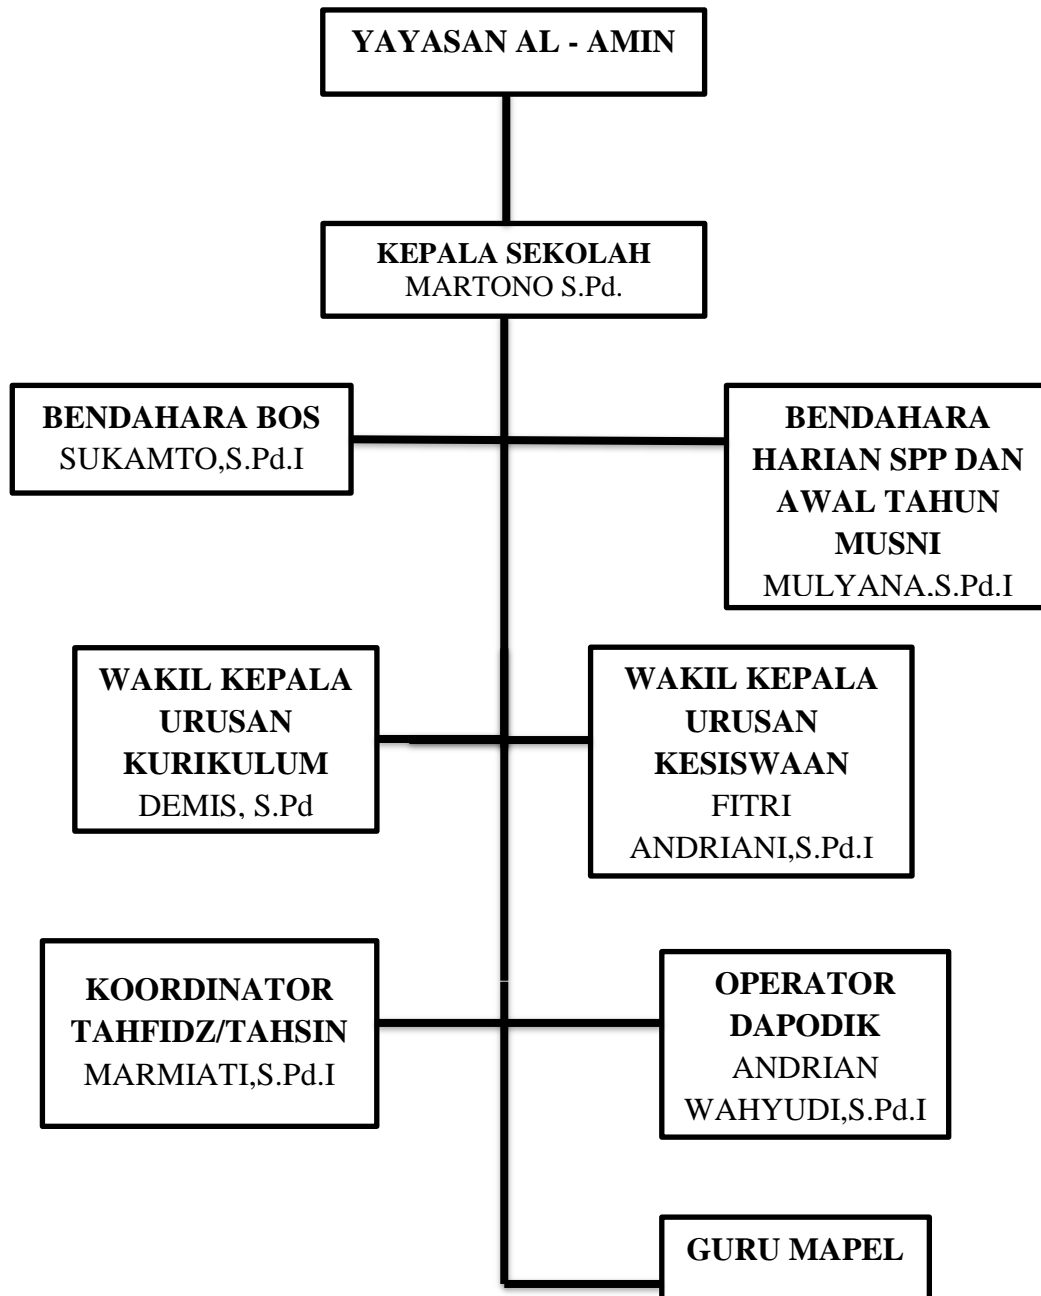 YAYASAN AL - AMIN
KEPALA SEKOLAH
MARTONO S.Pd.
BENDAHARA BOS
SUKAMTO,S.Pd.I
BENDAHARA
HARIAN SPP DAN
AWAL TAHUN
MUSNI
MULYANA.S.Pd.I
WAKIL KEPALA
URUSAN
KURIKULUM
DEMIS, S.Pd
WAKIL KEPALA
URUSAN
KESISWAAN
FITRI
ANDRIANI,S.Pd.I
KOORDINATOR
TAHFIDZ/TAHSIN
MARMIATI,S.Pd.I
OPERATOR
DAPODIK
ANDRIAN
WAHYUDI,S.Pd.I
GURU MAPEL